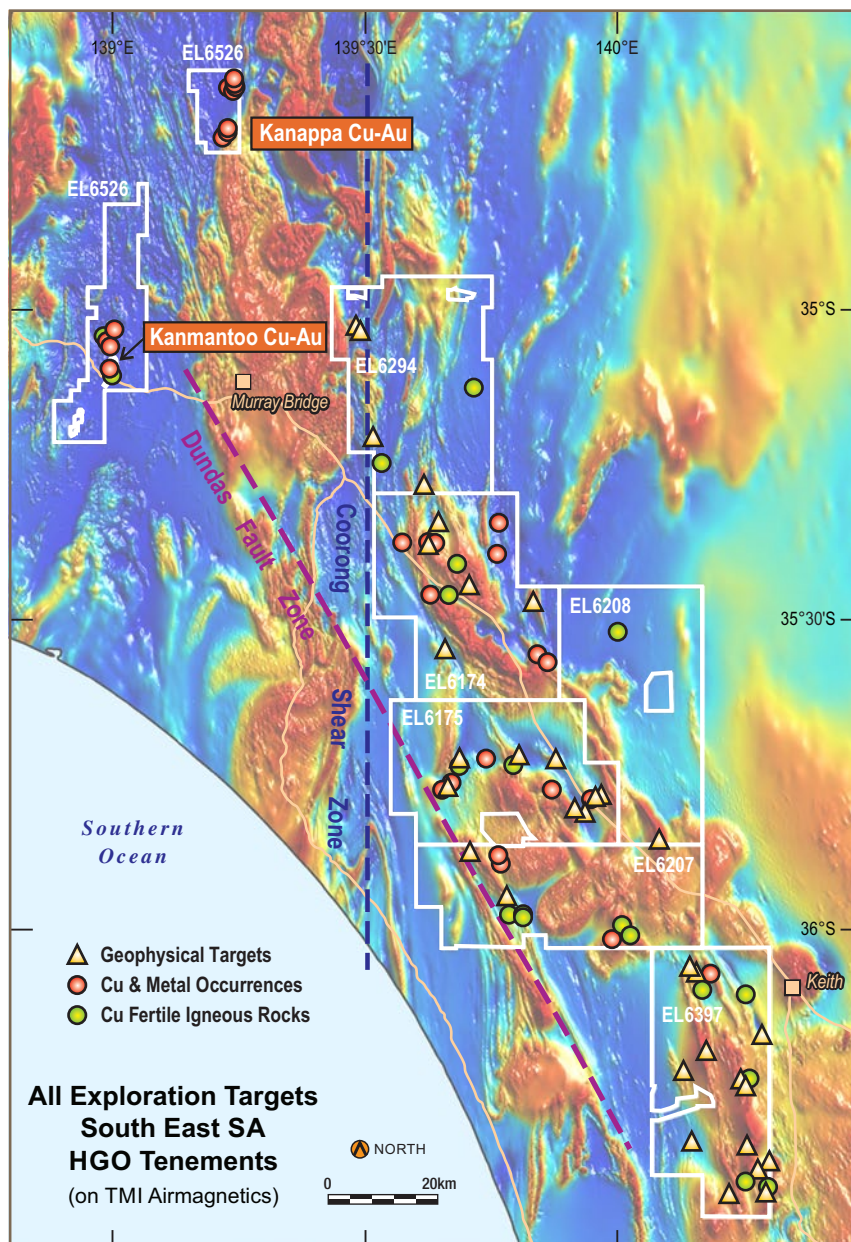 139°E
139°30'E
140°E
EL6526
Kanappa Cu-Au
EL6526
35°S
Kanmantoo Cu-Au
EL6294
Murray Bridge
Dundas Fault Zone
Coorong Shear Zone
EL6208
35°30'S
EL6174
EL6175
Southern
Ocean
EL6207
36°S
Geophysical Targets
Cu & Metal Occurrences
Cu Fertile Igneous Rocks
Keith
EL6397
All Exploration Targets
South East SA
HGO Tenements
(on TMI Airmagnetics)
NORTH
0 20km